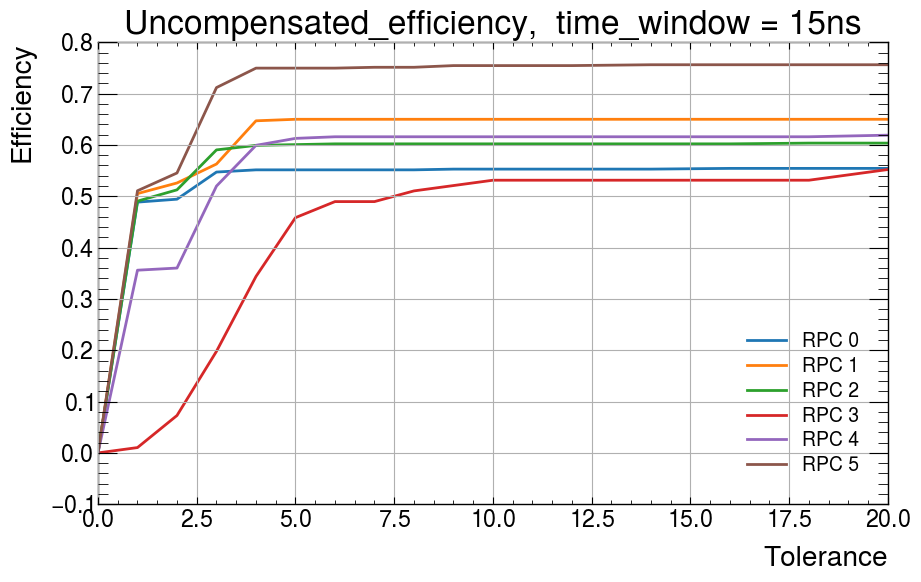 Uncompensated_efficiency, time_window = 15ns
Efficiency
0.8
0.7
0.6
0.5
0.4
0.3
0.2
0.1
0.0
−0.1
RPC 0
RPC 1
RPC 2
RPC 3
RPC 4
RPC 5
0.0 2.5 5.0 7.5 10.0 12.5 15.0 17.5 20.0
Tolerance